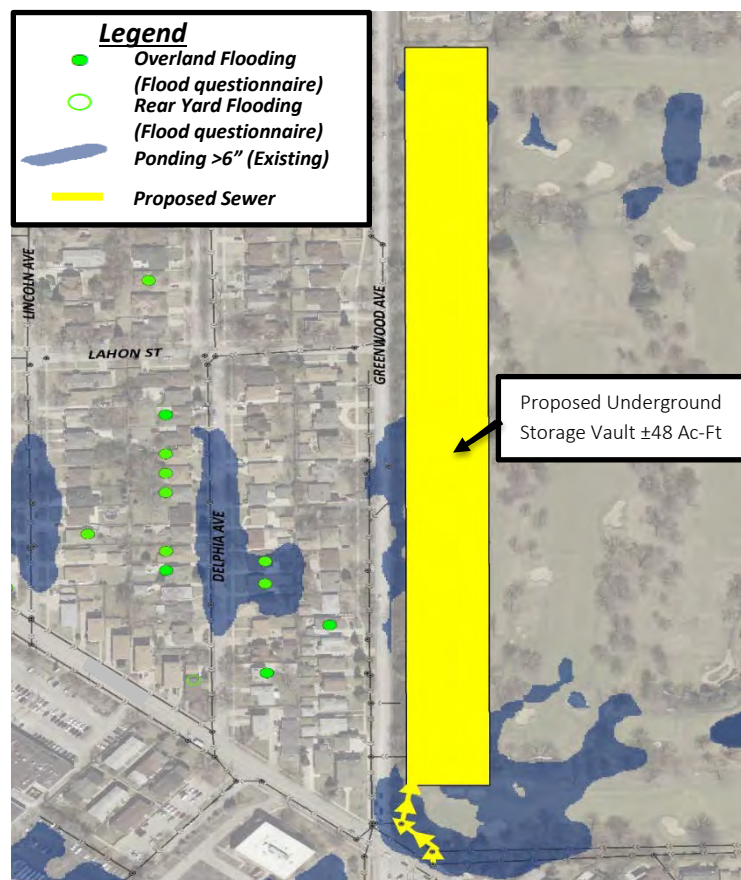 Legend
Overland Flooding
(Flood questionnaire)
Rear Yard Flooding
(Flood questionnaire)
Ponding >6” (Existing)
Proposed Sewer
LINCOLN AVE
GREENWOOD AVE
LAHON ST
Proposed Underground
Storage Vault ±48 Ac-Ft
DELPHIA AVE